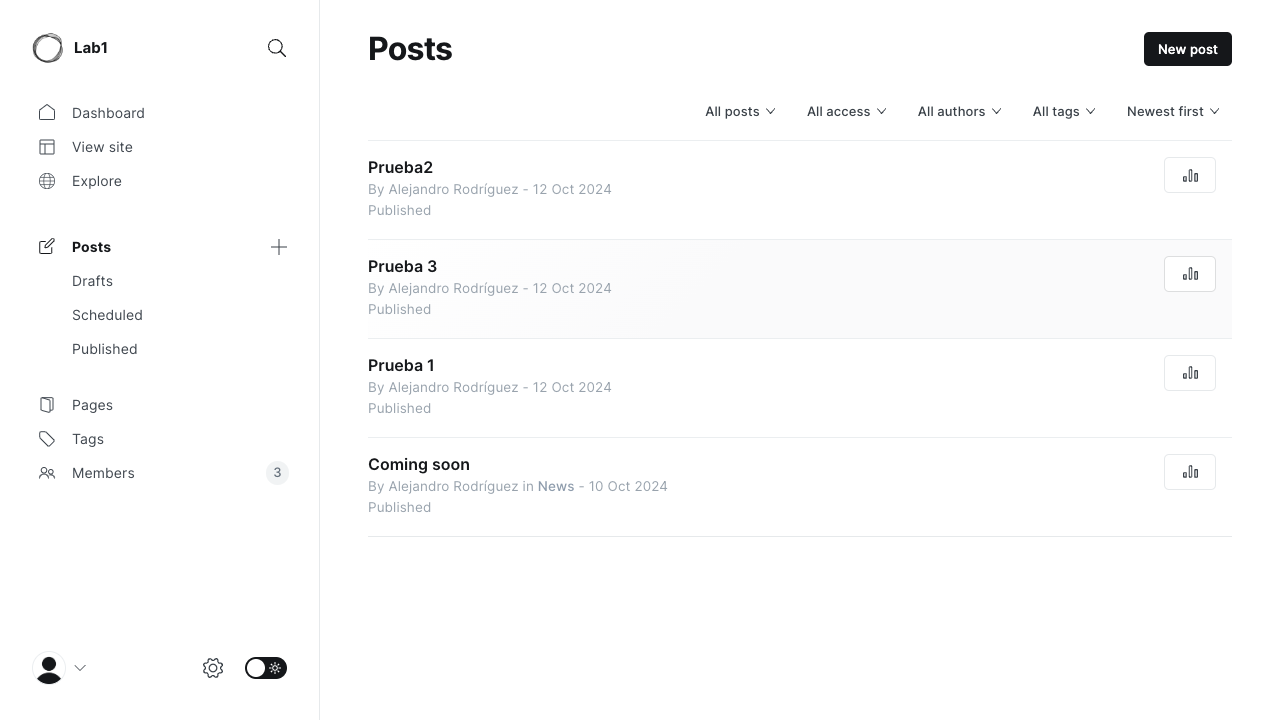 Lab1
Dashboard
View site
Explore
Posts
Drafts
Scheduled
Published
Pages
Tags
Members 3
Posts
New post
All posts All access All authors All tags Newest first
Prueba2
By Alejandro Rodríguez - 12 Oct 2024
Published
Prueba 3
By Alejandro Rodríguez - 12 Oct 2024
Published
Prueba 1
By Alejandro Rodríguez - 12 Oct 2024
Published
Coming soon
By Alejandro Rodríguez in News - 10 Oct 2024
Published